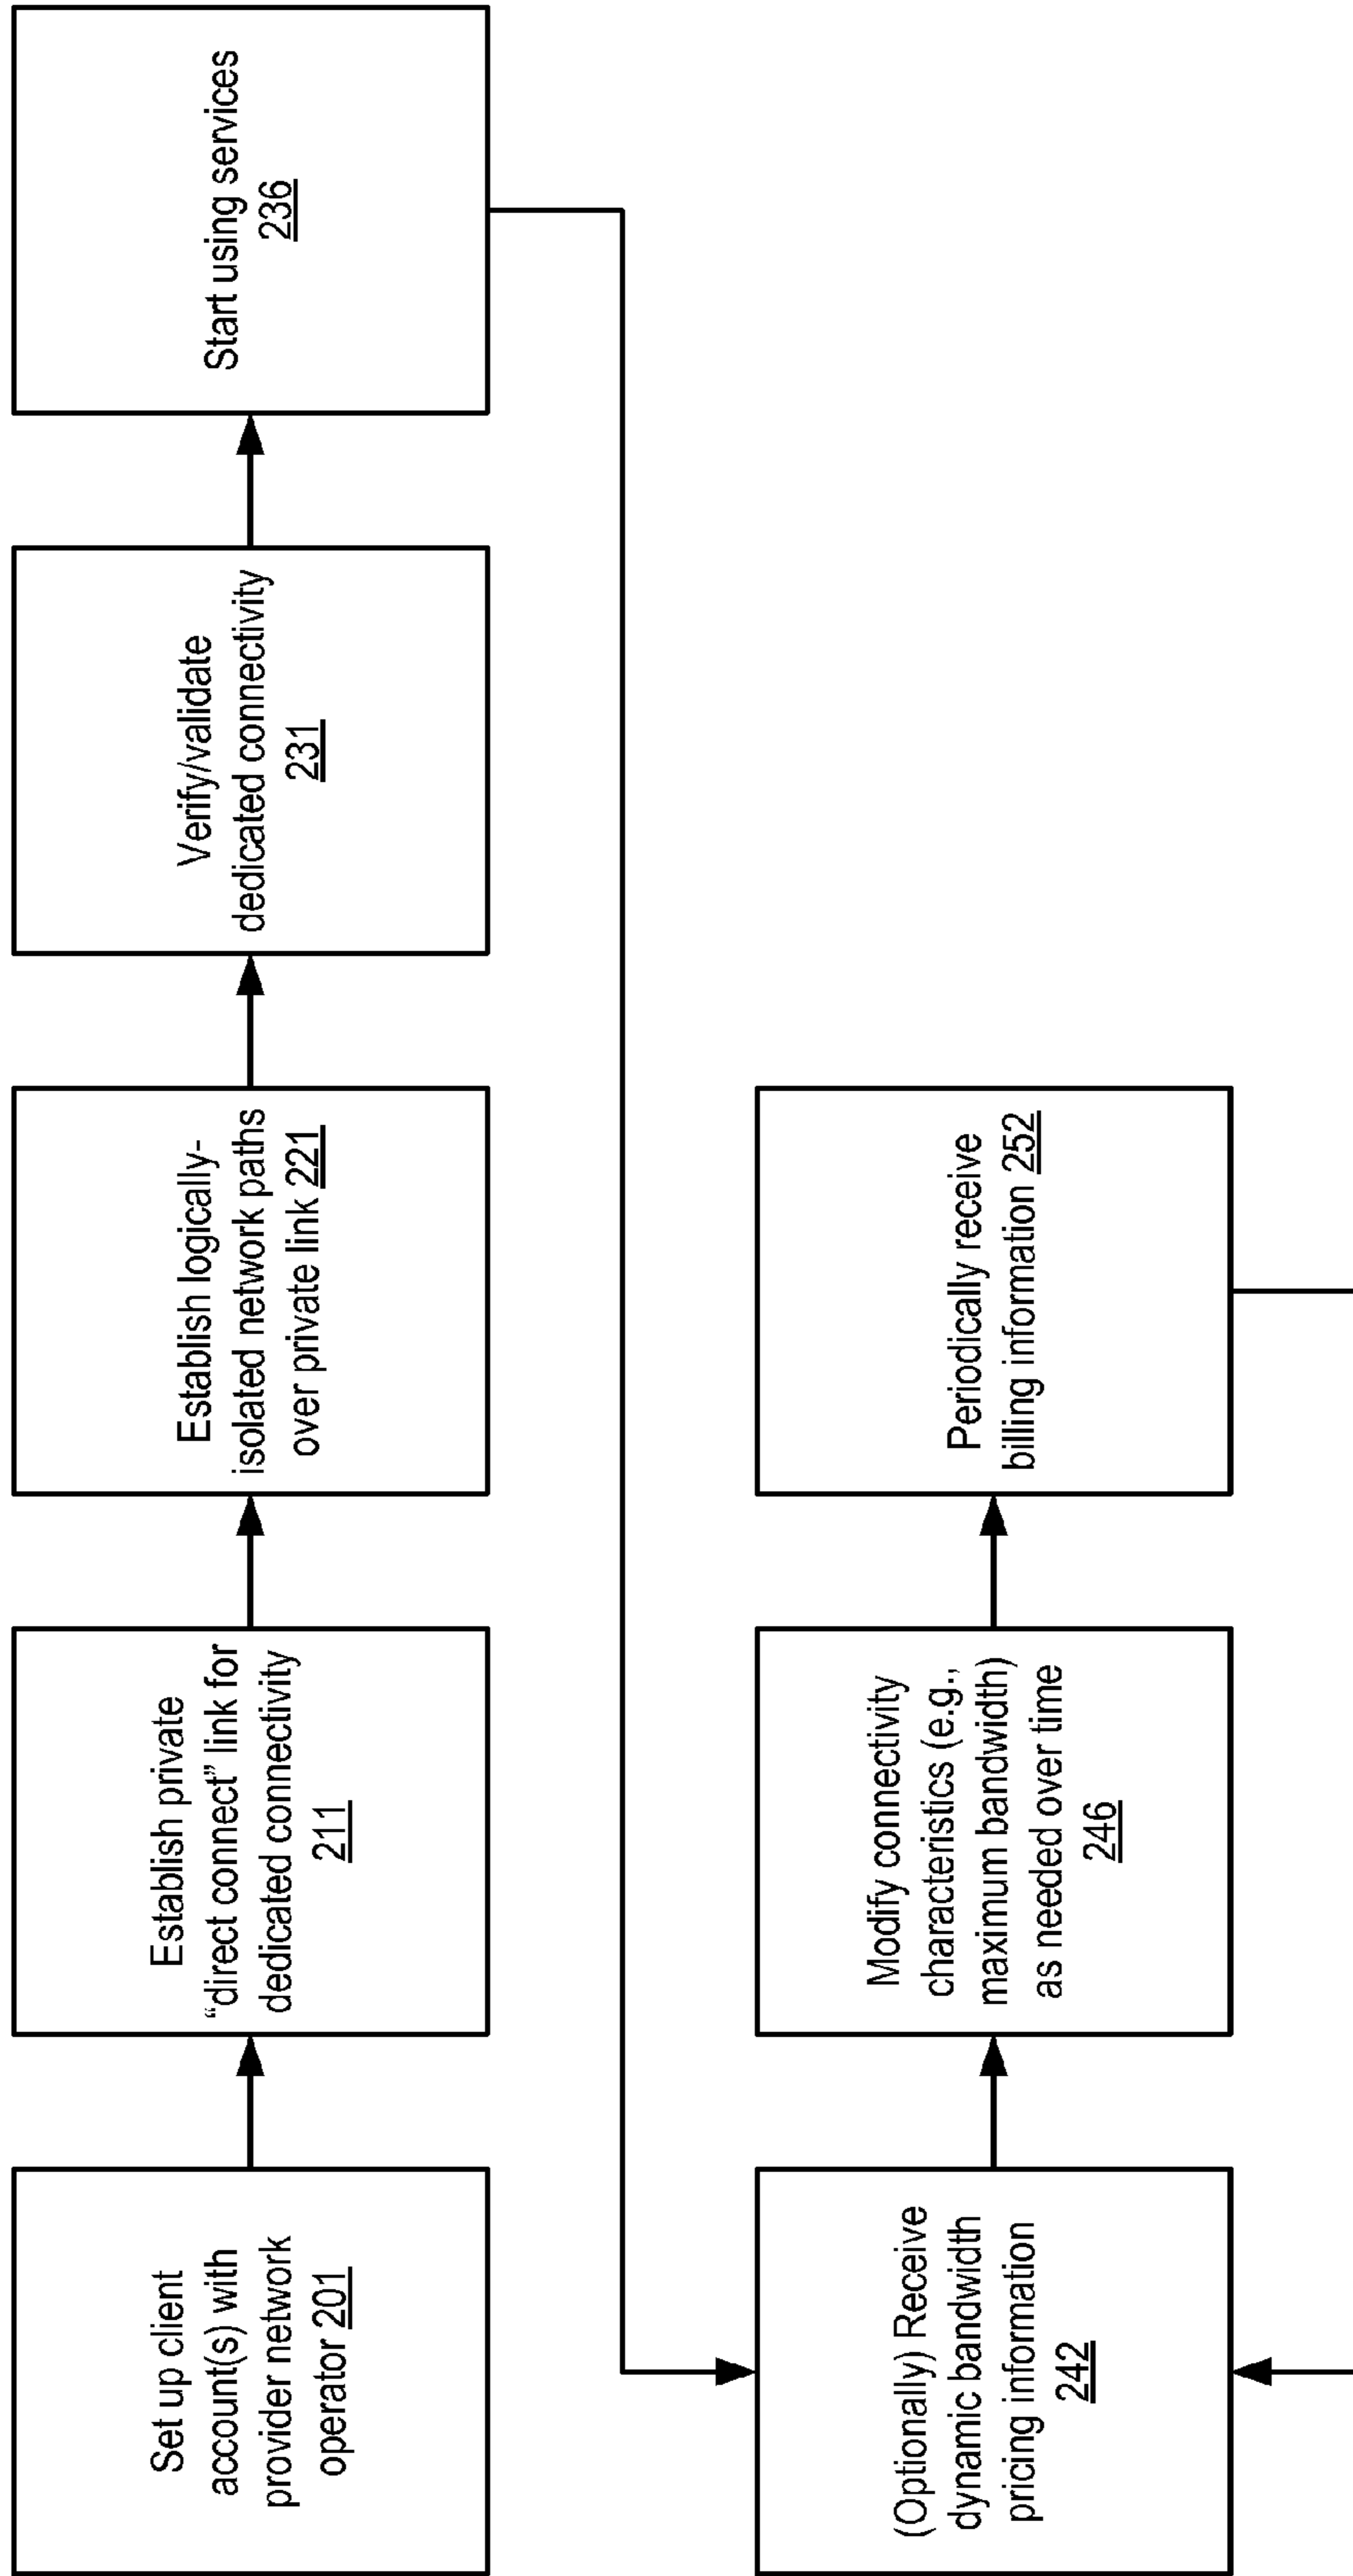 Set up client
account(s) with
provider network
operator 201
Establish private
“direct connect” link for
dedicated connectivity
211
Establish logically-
isolated network paths
over private link 221
Verify/validate
dedicated connectivity
231
Start using services
236
(Optionally) Receive
dynamic bandwidth
pricing information
242
Modify connectivity
characteristics (e.g.,
maximum bandwidth)
as needed over time
246
Periodically receive
billing information 252